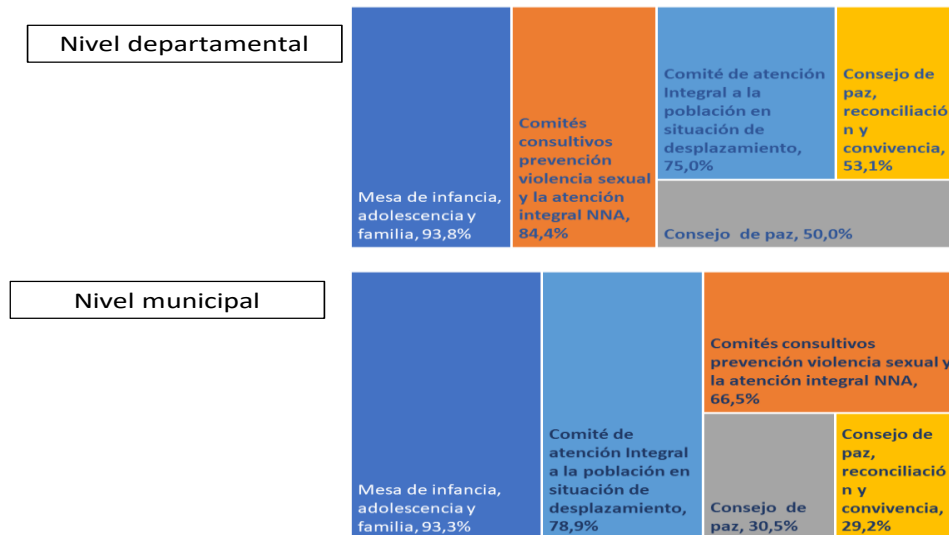 Nivel departamental
Mesa de infancia,
adolescencia y
familia, 93,8%
Comités
consultivos
prevención
violencia sexual
y la atención
integral NNA,
84,4%
Comité de atención
Integral a la
población en
situación de
desplazamiento,
75,0%
Consejo de
paz,
reconciliació
n y
convivencia,
53,1%
Consejo de paz, 50,0%
Nivel municipal
Mesa de infancia,
adolescencia y
familia, 93,3%
Comité de
atención Integral
a la población en
situación de
desplazamiento,
78,9%
Comités consultivos
prevención violencia sexual y
la atención integral NNA,
66,5%
Consejo de
paz, 30,5%
Consejo de
paz,
reconciliació
n y
convivencia,
29,2%